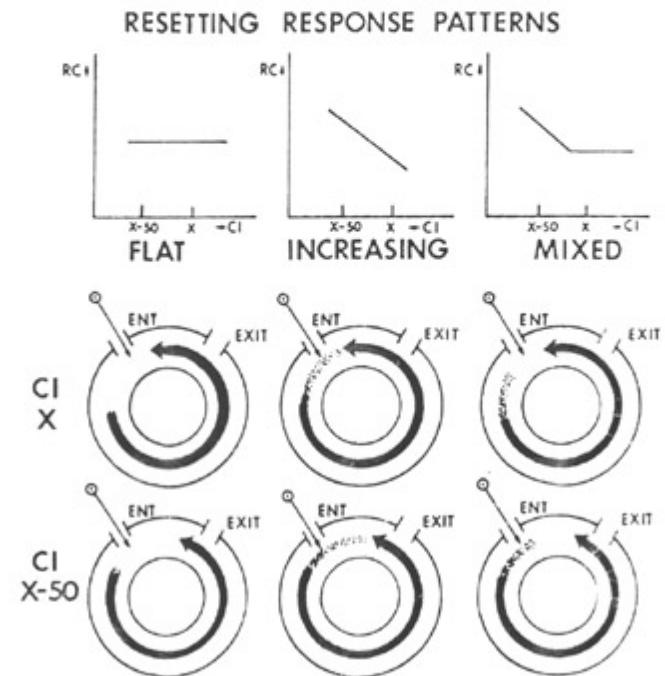 RESETTING RESPONSE PATTERNS
RC RC RC
X-50 X →CI X-50 X →CI X-50 X →CI
FLAT INCREASING MIXED
ENT EXIT ENT EXIT ENT EXIT
CI
X
ENT EXIT ENT EXIT ENT EXIT
CI
X-50